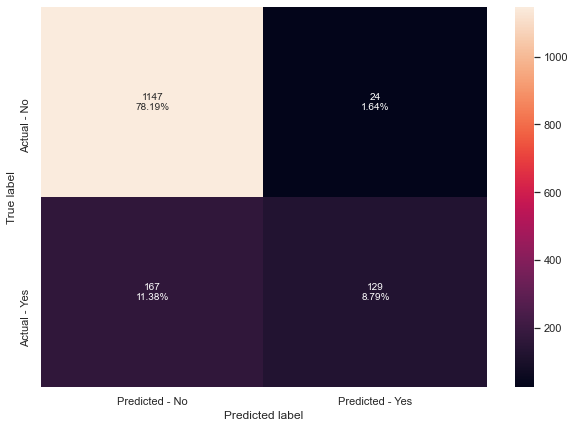 1147
78.19%
24
1.64%
167
11.38%
129
8.79%
Actual - No
Actual - Yes
True label
Predicted - No
Predicted - Yes
Predicted label
1000
800
600
400
200